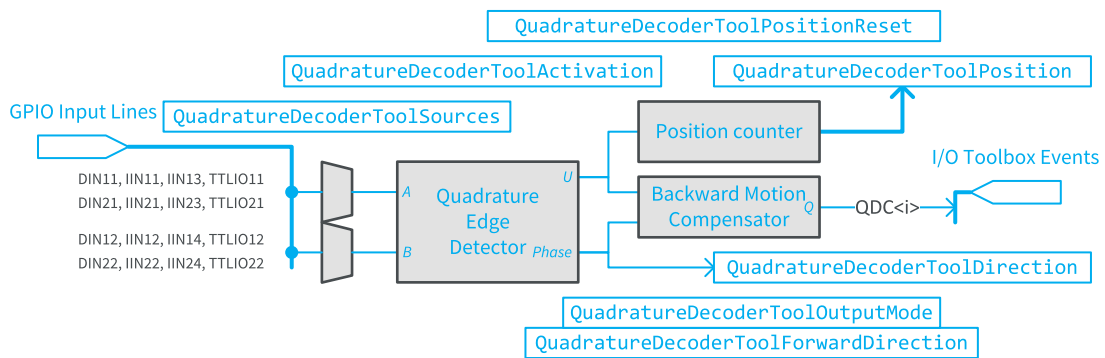 QuadratureDecoderToolPositionReset
QuadratureDecoderToolActivation
QuadratureDecoderToolPosition
GPIO Input Lines
QuadratureDecoderToolSources
Position counter
I/O Toolbox Events
DIN11, IIN11, IIN13, TTLIO11
DIN21, IIN21, IIN23, TTLIO21
A
Quadrature
Edge
Detector
U
Backward Motion
Compensator
Q
QDC<i>
DIN12, IIN12, IIN14, TTLIO12
DIN22, IIN22, IIN24, TTLIO22
B
Phase
QuadratureDecoderToolDirection
QuadratureDecoderToolOutputMode
QuadratureDecoderToolForwardDirection